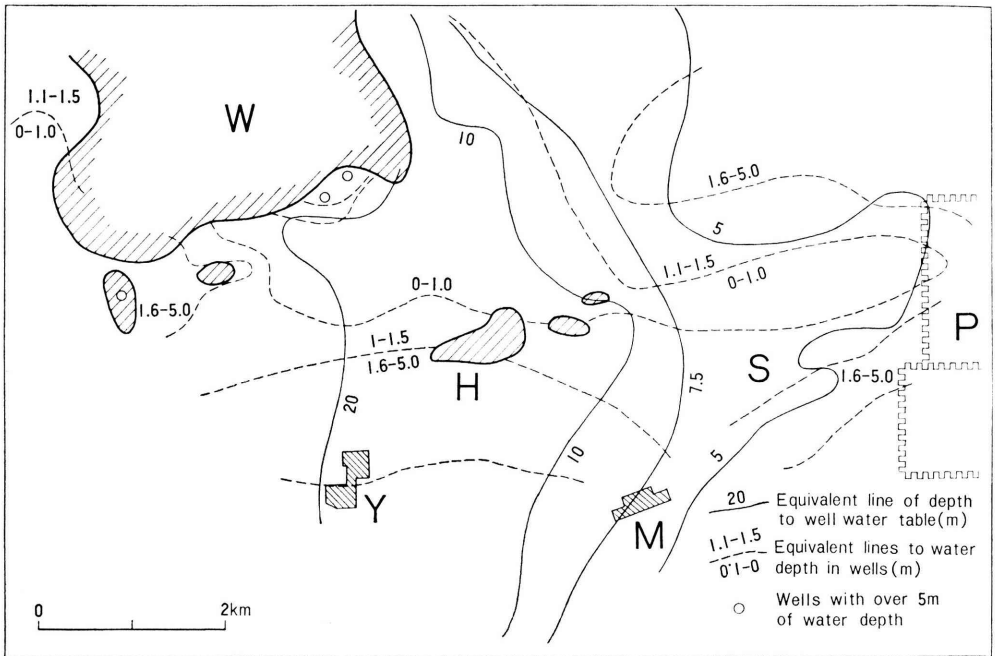 1.1-1.5
0-1.0
W
10
1.6-5.0
5
1.1-1.5
0-1.0
1.6-5.0
0-1.0
1-1.5
1.6-5.0
H
20
7.5
S
P
1.6-5.0
10
5
Y
M
20 Equivalent line of depth
to well water table(m)
1.1-1.5 Equivalent lines to water
0.1-0 depth in wells(m)
Wells with over 5m
of water depth
0 2km